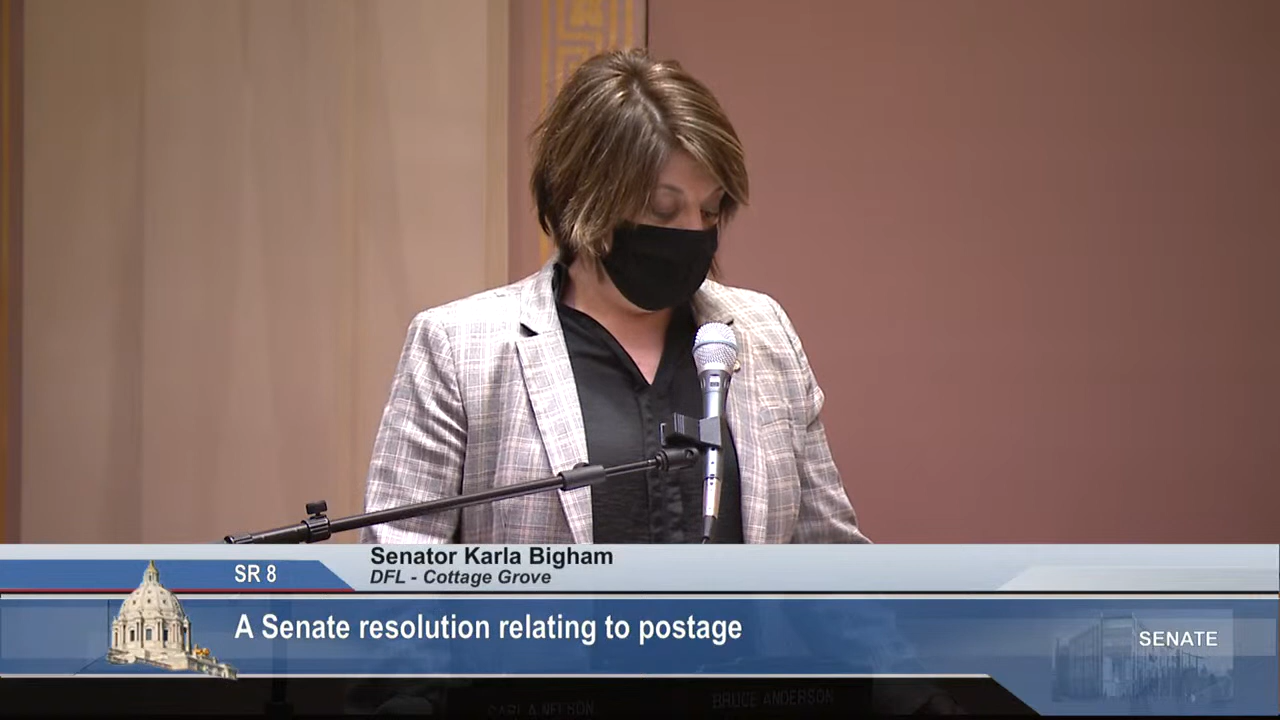 Senator Karla Bigham
SR 8
DFL - Cottage Grove
A Senate resolution relating to postage
SENATE
CARLA NELSON
BRUCE ANDERSON